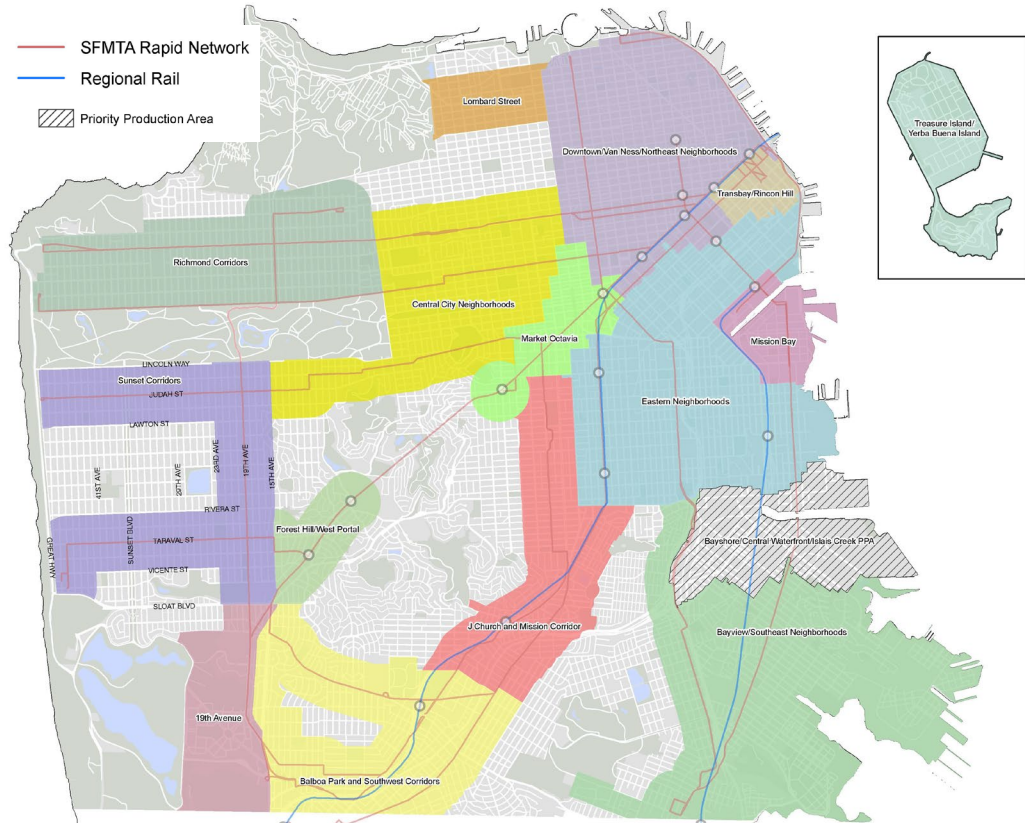 SFMTA Rapid Network
Regional Rail
Priority Production Area
Lombard Street
Treasure Island/
Yerba Buena Island
Downtown/Van Ness/Northeast Neighborhoods
Transbay/Rincon Hill
Richmond Corridors
Central City Neighborhoods
Market Octavia
Mission Bay
LINCOLN WAY
Sunset Corridors
JUDAH ST
Eastern Neighborhoods
LAWTON ST
41ST AVE
29TH AVE
23RD AVE
19TH AVE
15TH AVE
RIVERA ST
Forest Hill/West Portal
SUNSET BLVD
TARAVAL ST
GREAT HWY
Bayshore/Central Waterfront/Islais Creek PPA
VICENTE ST
SLOAT BLVD
J Church and Mission Corridor
Bayview/Southeast Neighborhoods
19th Avenue
Balboa Park and Southwest Corridors